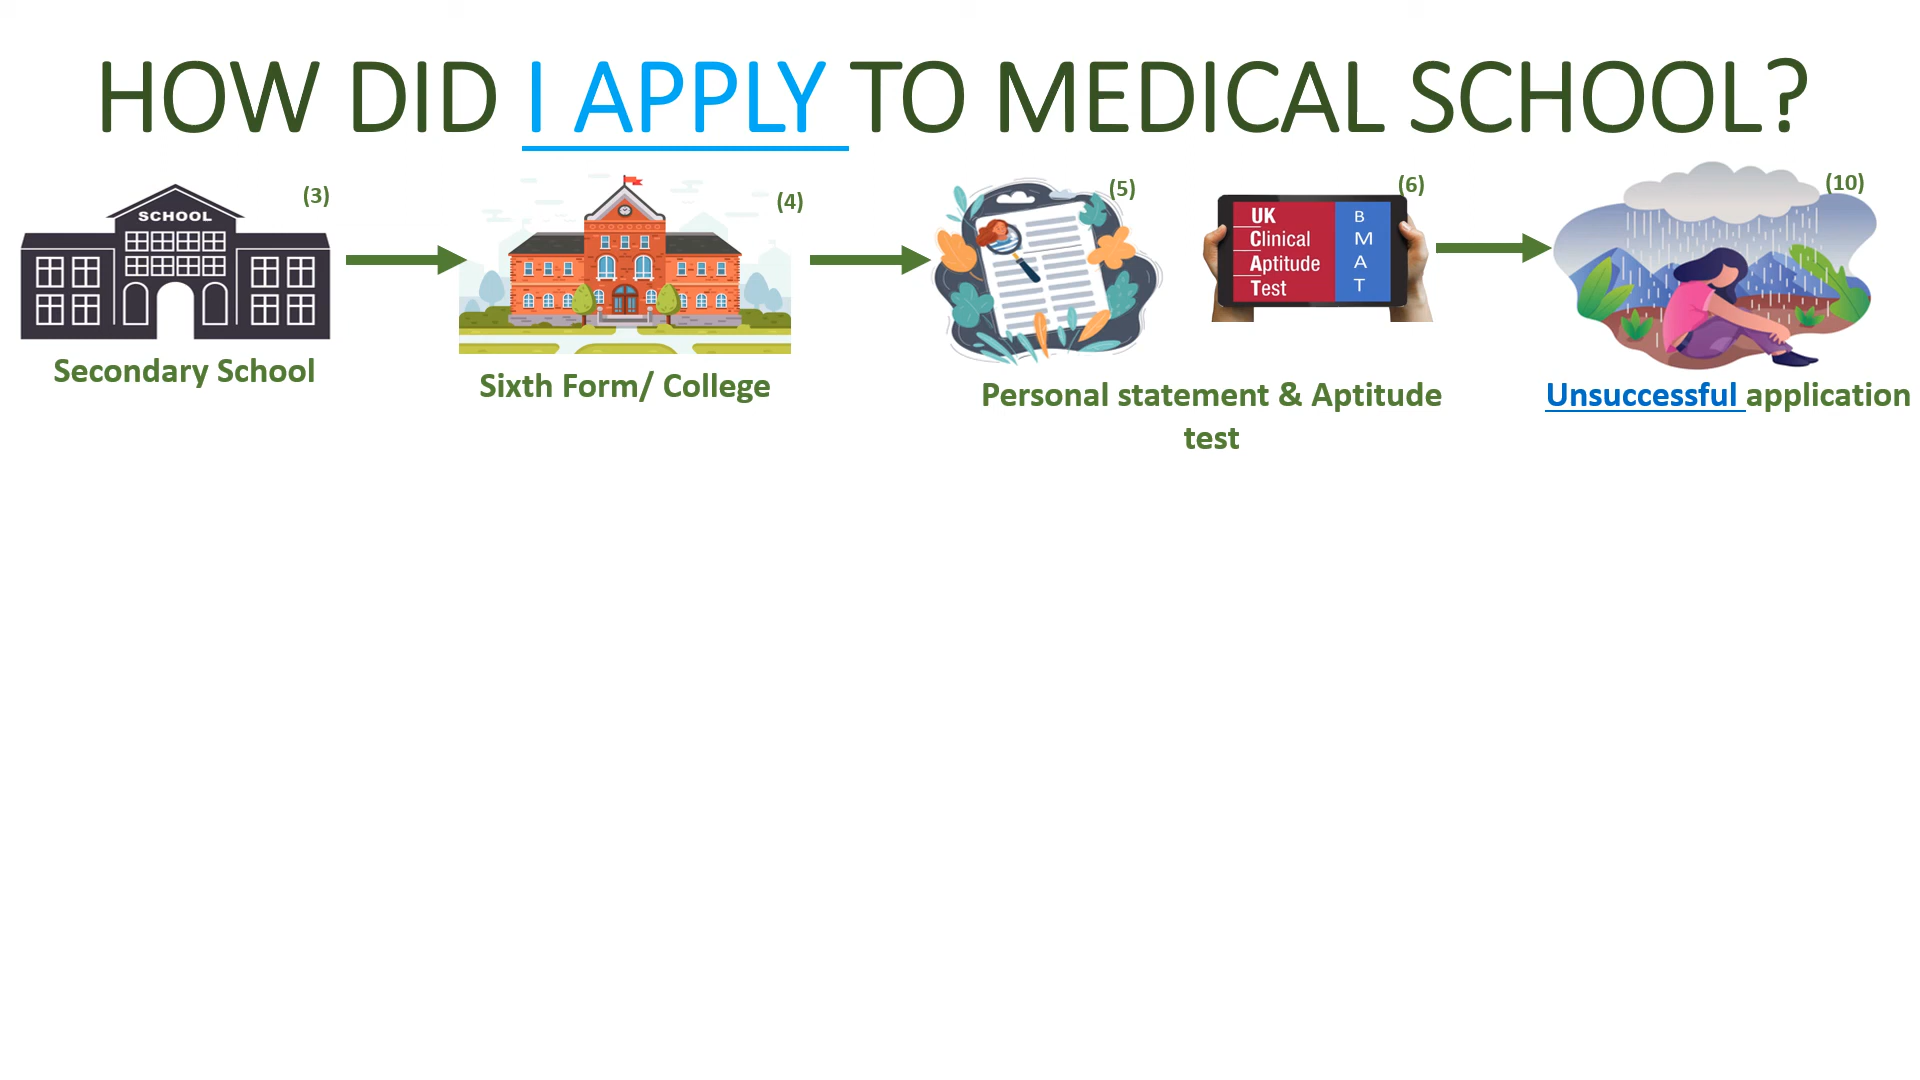 HOW DID I APPLY TO MEDICAL SCHOOL?
SCHOOL
(3)
Secondary School
(4)
Sixth Form/ College
(5)
UK
Clinical
Aptitude
Test
B
M
A
T
(6)
Personal statement & Aptitude
test
(10)
Unsuccessful application